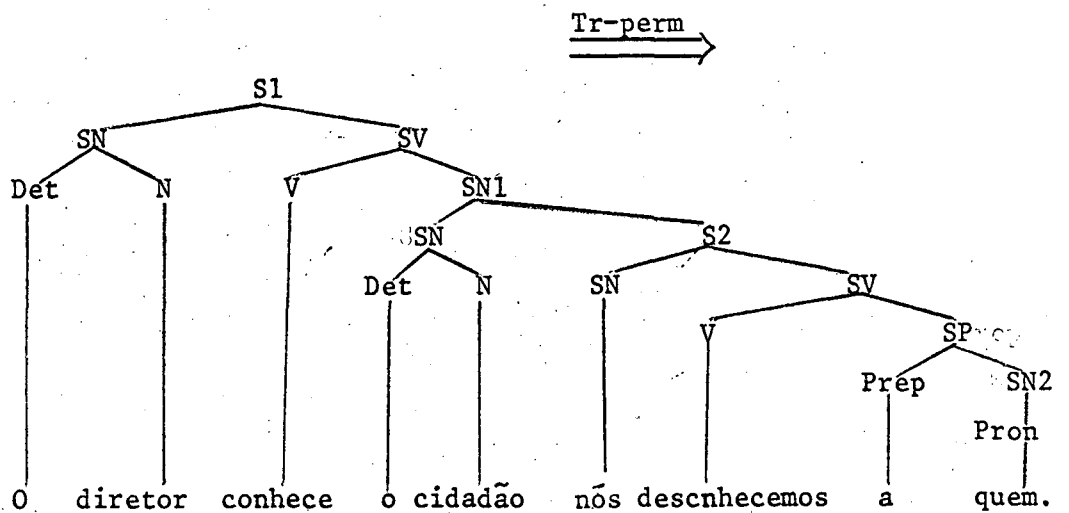 Tr-perm
S1
SN SV
Det N V SN1
SN S2
Det N SN SV
V SP
Prep SN2
Pron
O diretor conhece o cidadão nós descnhecemos a quem.